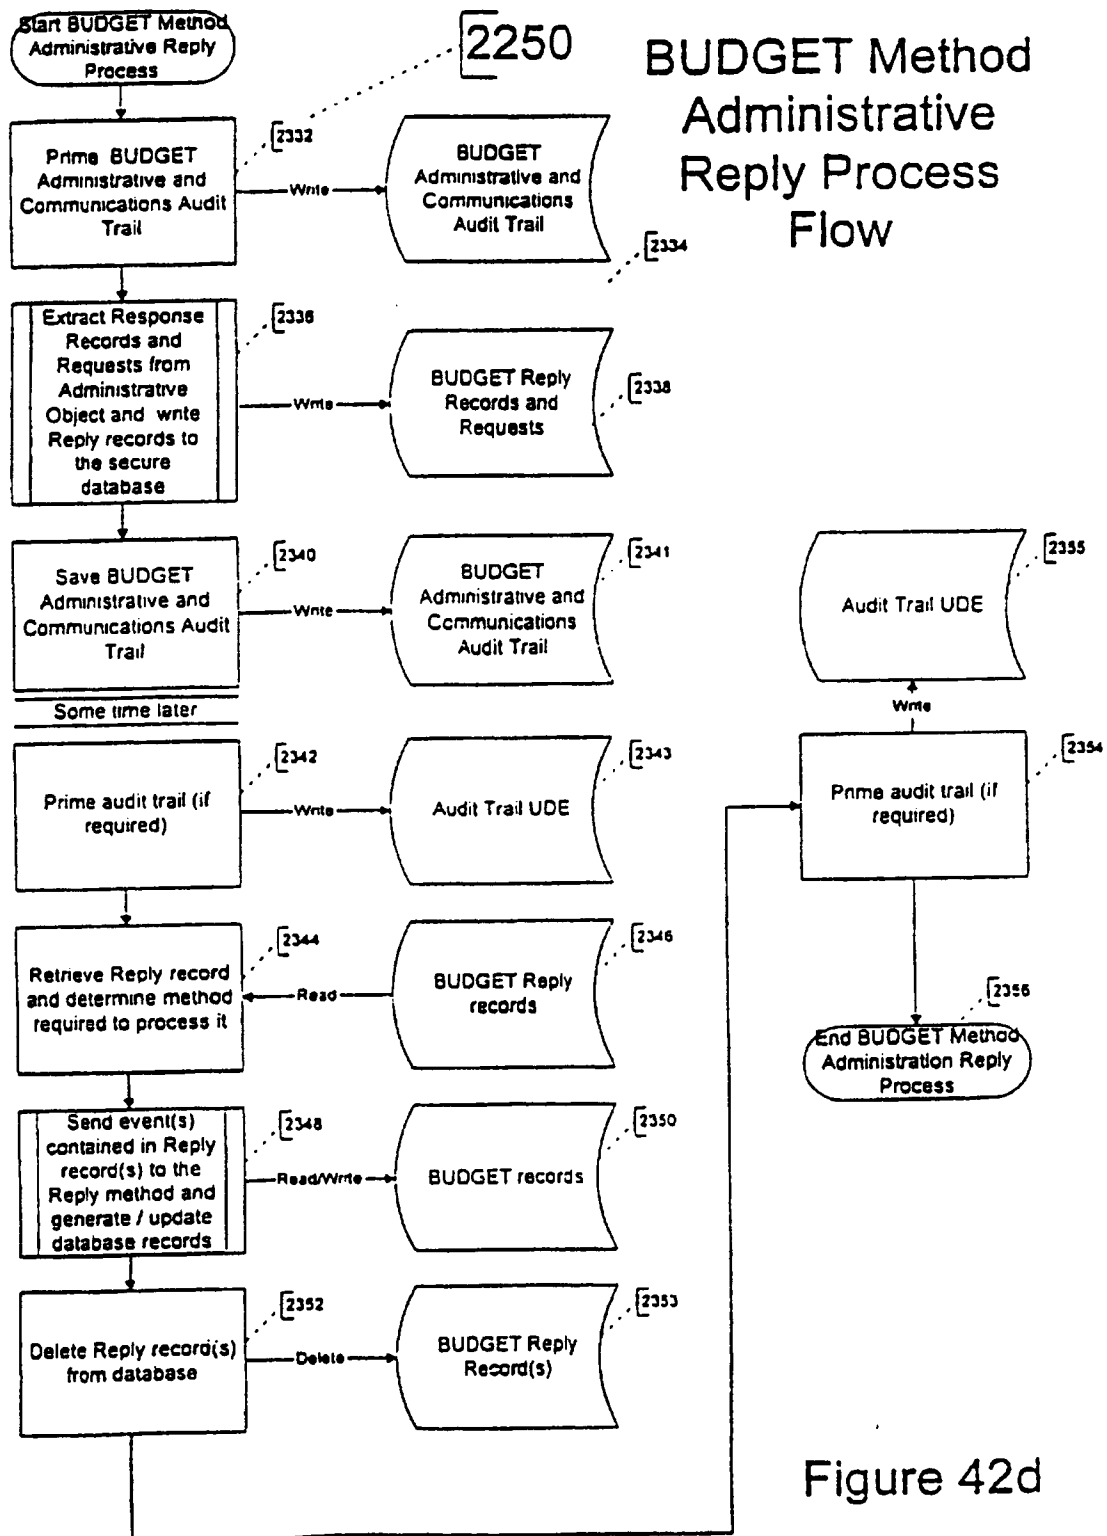 Start BUDGET Method
Administrative Reply
Process
2250
BUDGET Method
Administrative
Reply Process
Flow
2332
Prime BUDGET
Administrative and
Communications Audit
Trail
Write
BUDGET
Administrative and
Communications
Audit Trail
2334
2336
Extract Response
Records and
Requests from
Administrative
Object and write
Reply records to
the secure
database
Write
BUDGET Reply
Records and
Requests
2338
2340
Save BUDGET
Administrative and
Communications Audit
Trail
Write
BUDGET
Administrative and
Communications
Audit Trail
2341
Some time later
2342
Prime audit trail (if
required)
Write
Audit Trail UDE
2343
2344
Retrieve Reply record
and determine method
required to process it
Read
BUDGET Reply
records
2346
2348
Send event(s)
contained in Reply
record(s) to the
Reply method and
generate / update
database records
Read/Write
BUDGET records
2350
2352
Delete Reply record(s)
from database
Delete
BUDGET Reply
Record(s)
2353
2355
Audit Trail UDE
Write
2354
Prime audit trail (if
required)
2356
End BUDGET Method
Administration Reply
Process
Figure 42d